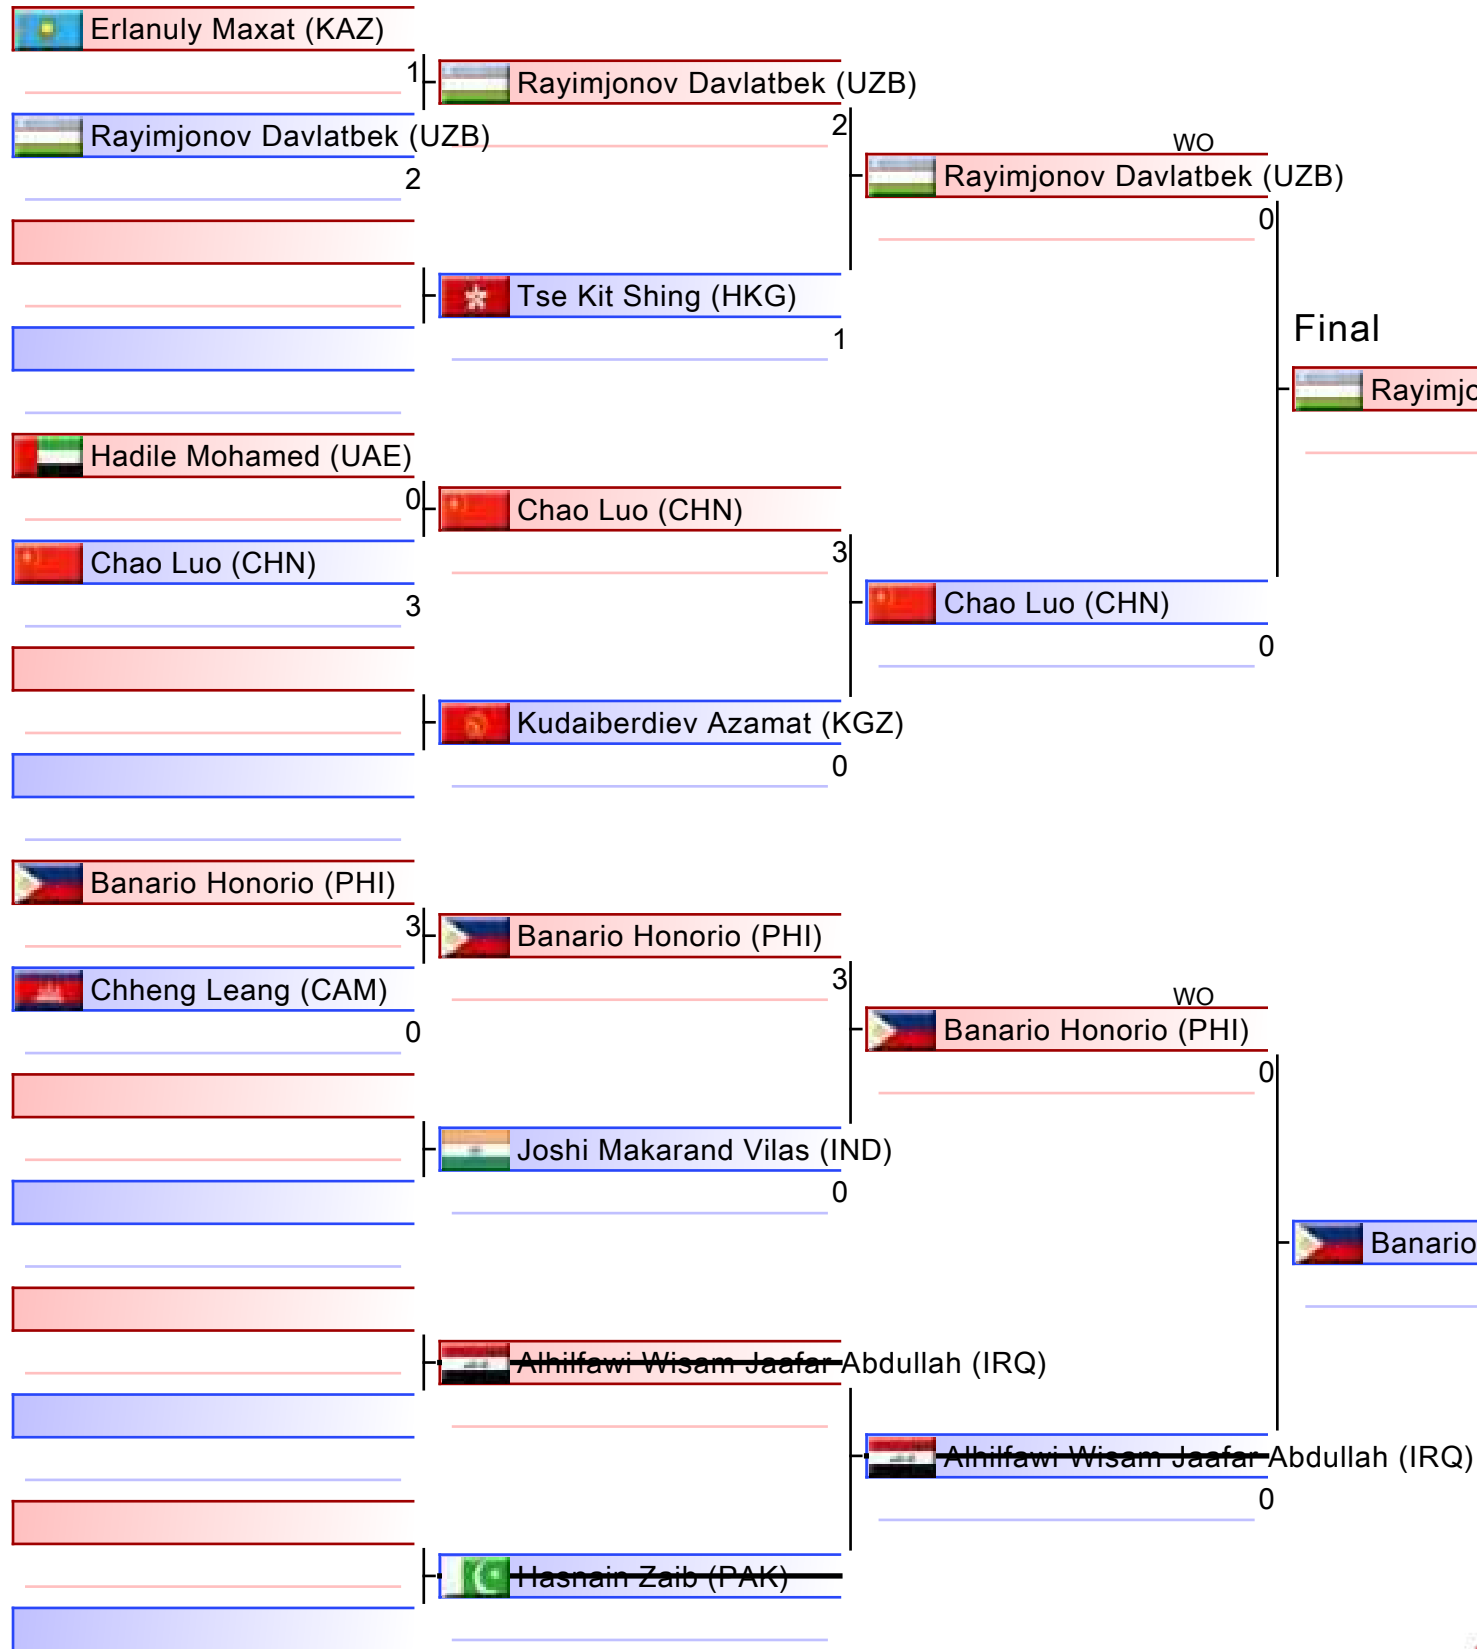 Erlanuly Maxat (KAZ)
1
Rayimjonov Davlatbek (UZB)
2
Hadile Mohamed (UAE)
0
Chao Luo (CHN)
3
Banario Honorio (PHI)
3
Chheng Leang (CAM)
0
Rayimjonov Davlatbek (UZB)
2
Tse Kit Shing (HKG)
1
Chao Luo (CHN)
3
Kudaiberdiev Azamat (KGZ)
0
Banario Honorio (PHI)
3
Joshi Makarand Vilas (IND)
0
Alhilfawi Wisam Jaafar Abdullah (IRQ)
Hasnain Zaib (PAK)
WO
Rayimjonov Davlatbek (UZB)
0
Chao Luo (CHN)
0
WO
Banario Honorio (PHI)
0
Alhilfawi Wisam Jaafar Abdullah (IRQ)
0
Final
Rayimjo
Banario